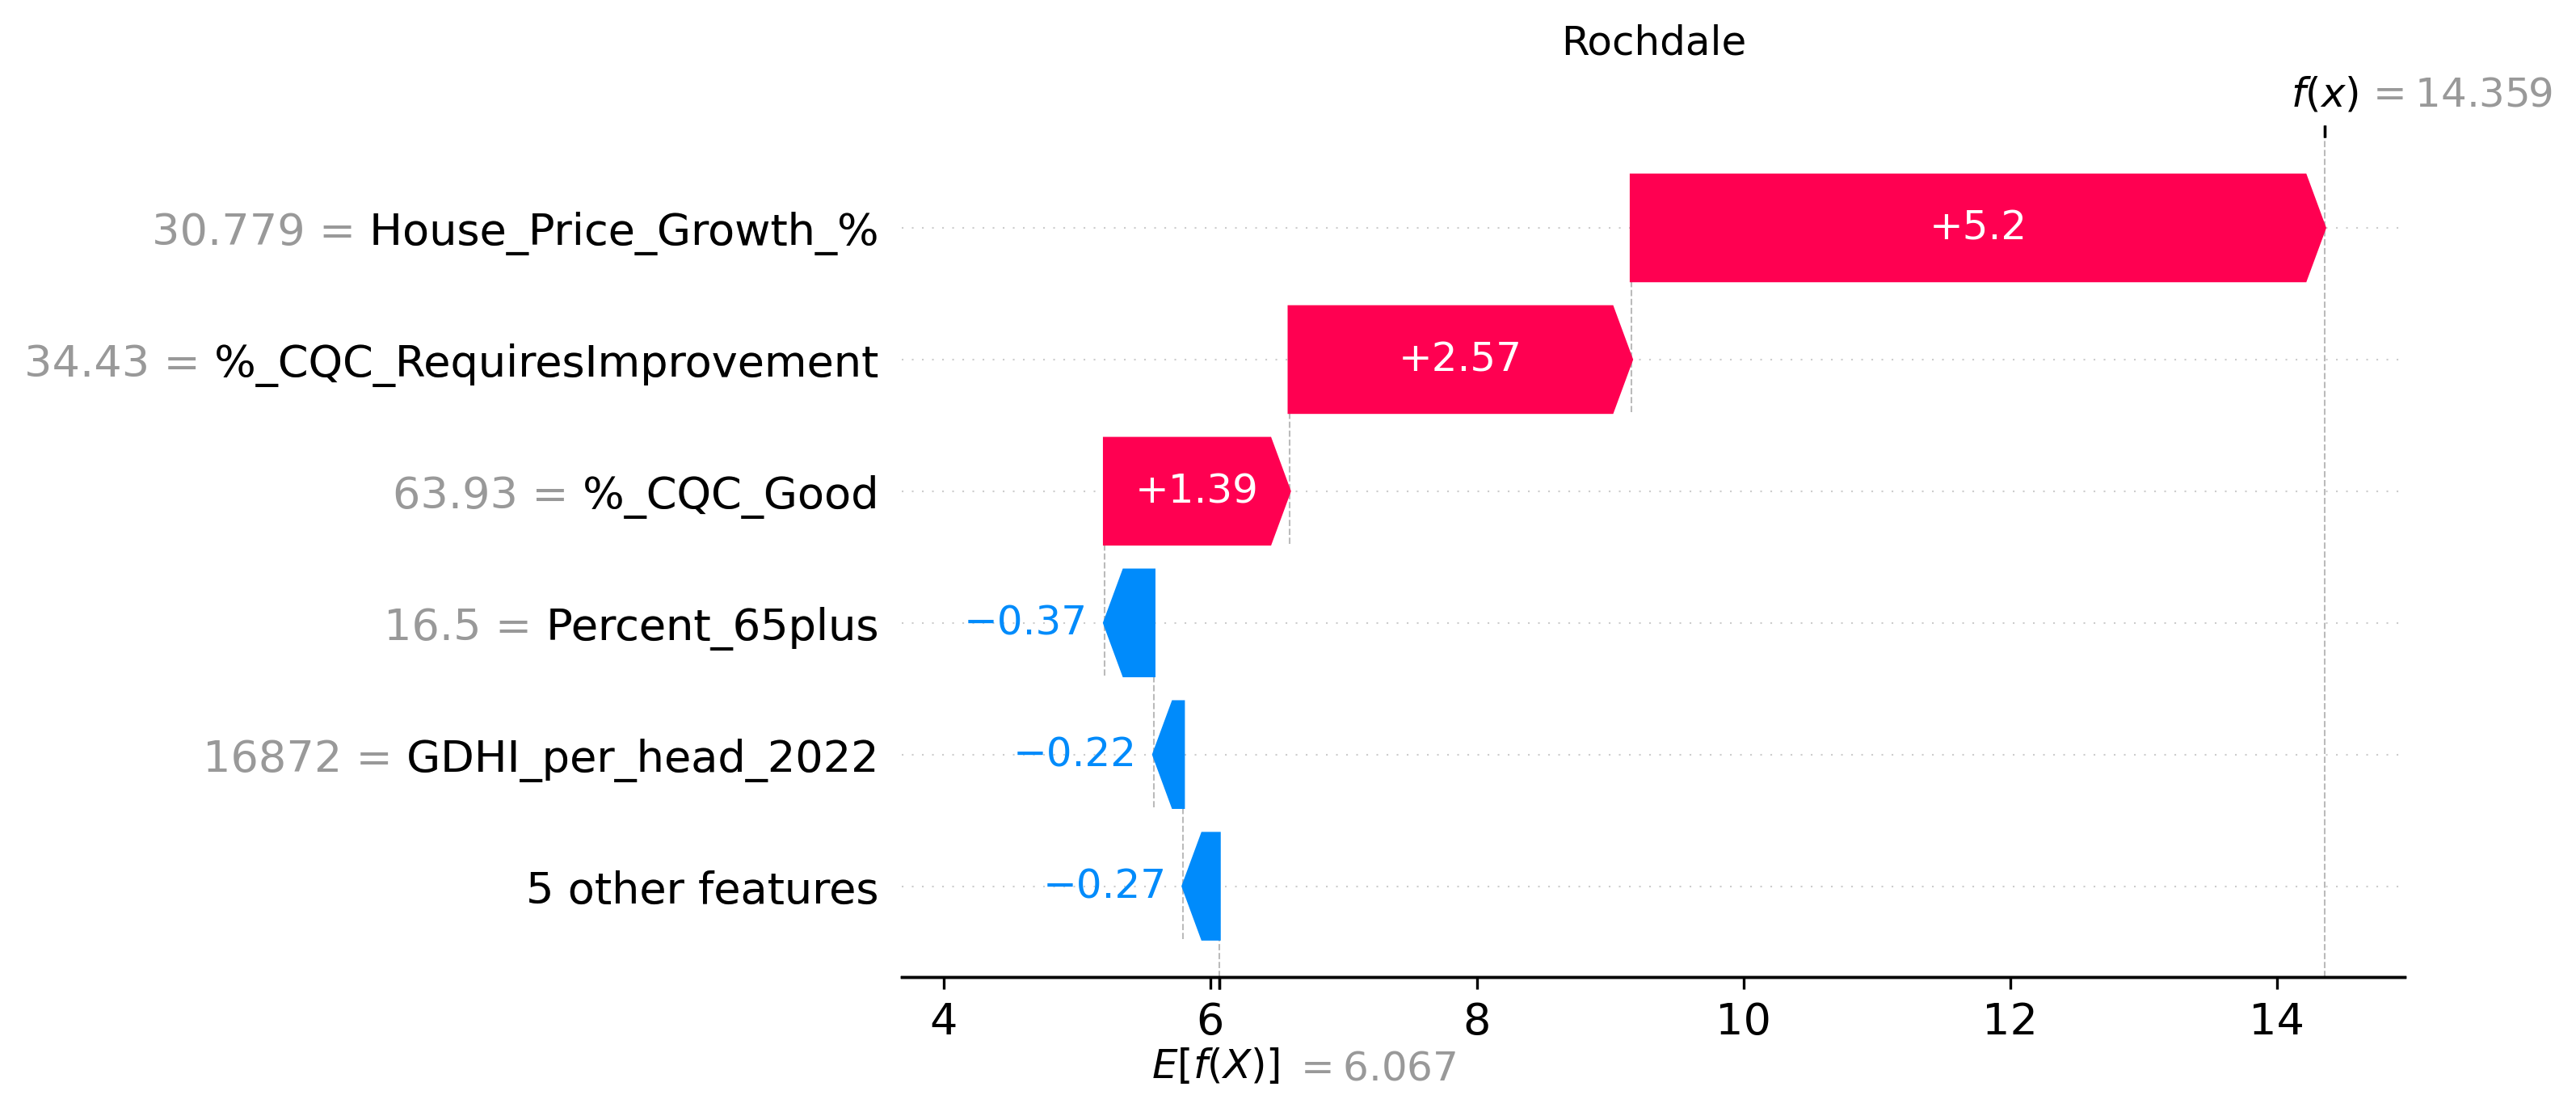 Rochdale
f(x) = 14.359
30.779 = House_Price_Growth_%
+5.2
34.43 = %_CQC_RequiresImprovement
+2.57
63.93 = %_CQC_Good
+1.39
16.5 = Percent_65plus
−0.37
16872 = GDHI_per_head_2022
−0.22
5 other features
−0.27
4 6 8 10 12 14
E[f(X)] = 6.067